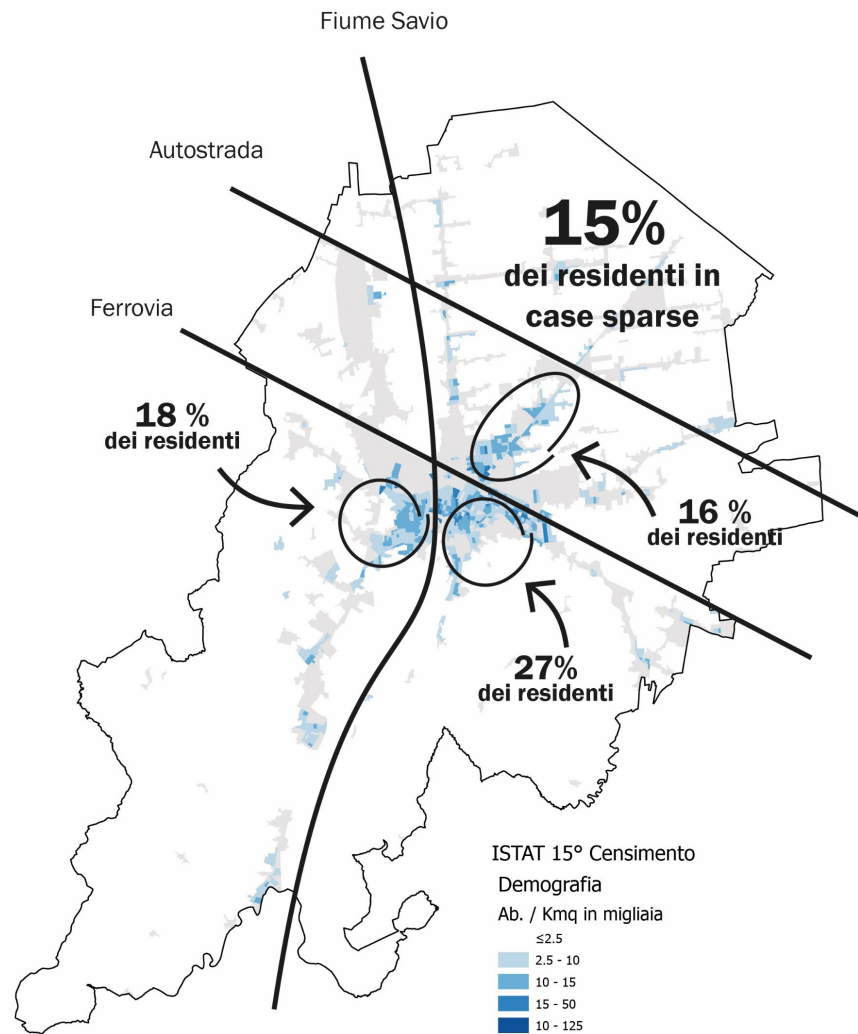 Fiume Savio
Autostrada
15%
dei residenti in
case sparse
Ferrovia
18 %
dei residenti
16 %
dei residenti
27%
dei residenti
ISTAT 15° Censimento
Demografia
Ab. / Kmq in migliaia
≤2.5
2.5 - 10
10 - 15
15 - 50
10 - 125